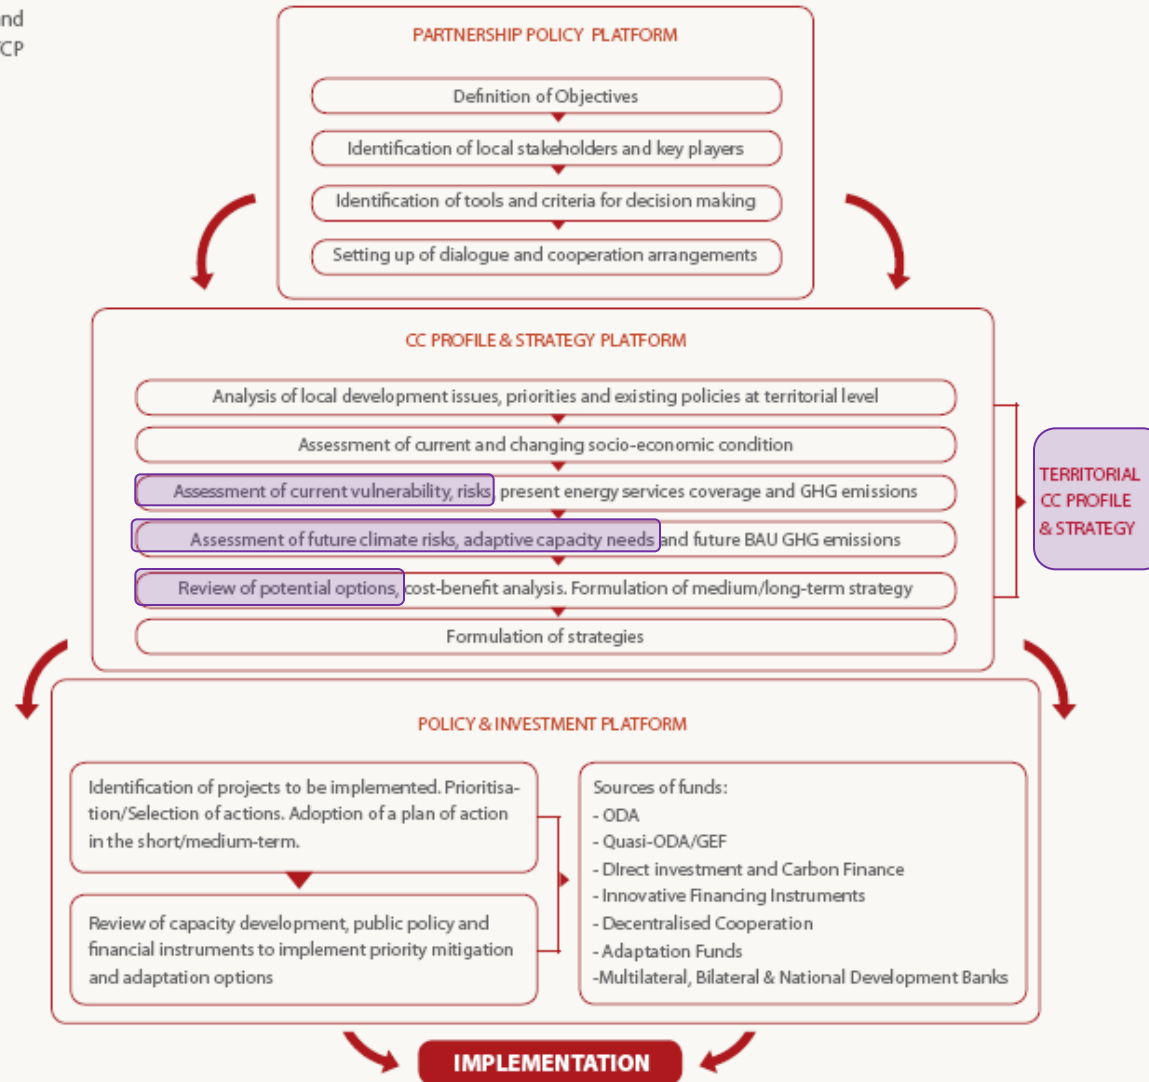 and
CP
PARTNERSHIP POLICY PLATFORM
Definition of Objectives
Identification of local stakeholders and key players
Identification of tools and criteria for decision making
Setting up of dialogue and cooperation arrangements
CC PROFILE & STRATEGY PLATFORM
Analysis of local development issues, priorities and existing policies at territorial level
Assessment of current and changing socio-economic condition
Assessment of current vulnerability, risks, present energy services coverage and GHG emissions
Assessment of future climate risks, adaptive capacity needs and future BAU GHG emissions
Review of potential options, cost-benefit analysis. Formulation of medium/long-term strategy
Formulation of strategies
TERRITORIAL
CC PROFILE
& STRATEGY
POLICY & INVESTMENT PLATFORM
Identification of projects to be implemented. Prioritisa-
tion/Selection of actions. Adoption of a plan of action
in the short/medium-term.
Review of capacity development, public policy and
financial instruments to implement priority mitigation
and adaptation options
Sources of funds:
- ODA
- Quasi-ODA/GEF
- DIrect investment and Carbon Finance
- Innovative Financing Instruments
- Decentralised Cooperation
- Adaptation Funds
-Multilateral, Bilateral & National Development Banks
IMPLEMENTATION